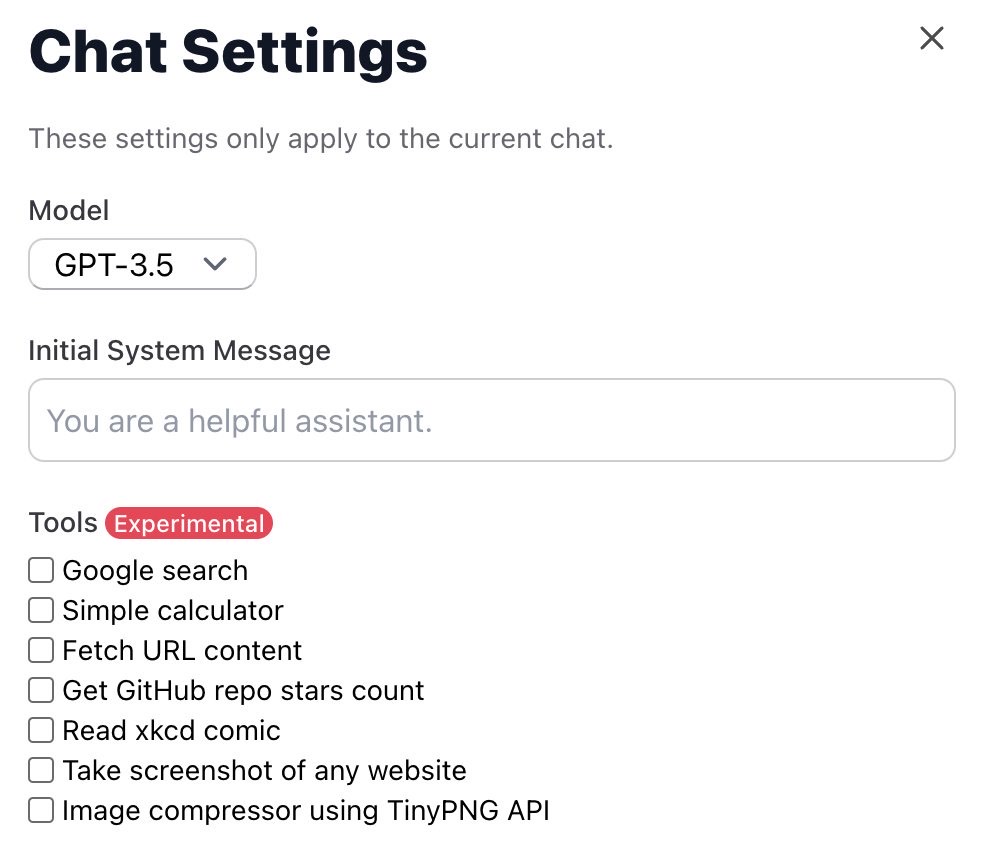 Chat Settings
These settings only apply to the current chat.
Model
GPT-3.5
Initial System Message
You are a helpful assistant.
Tools Experimental
Google search
Simple calculator
Fetch URL content
Get GitHub repo stars count
Read xkcd comic
Take screenshot of any website
Image compressor using TinyPNG API